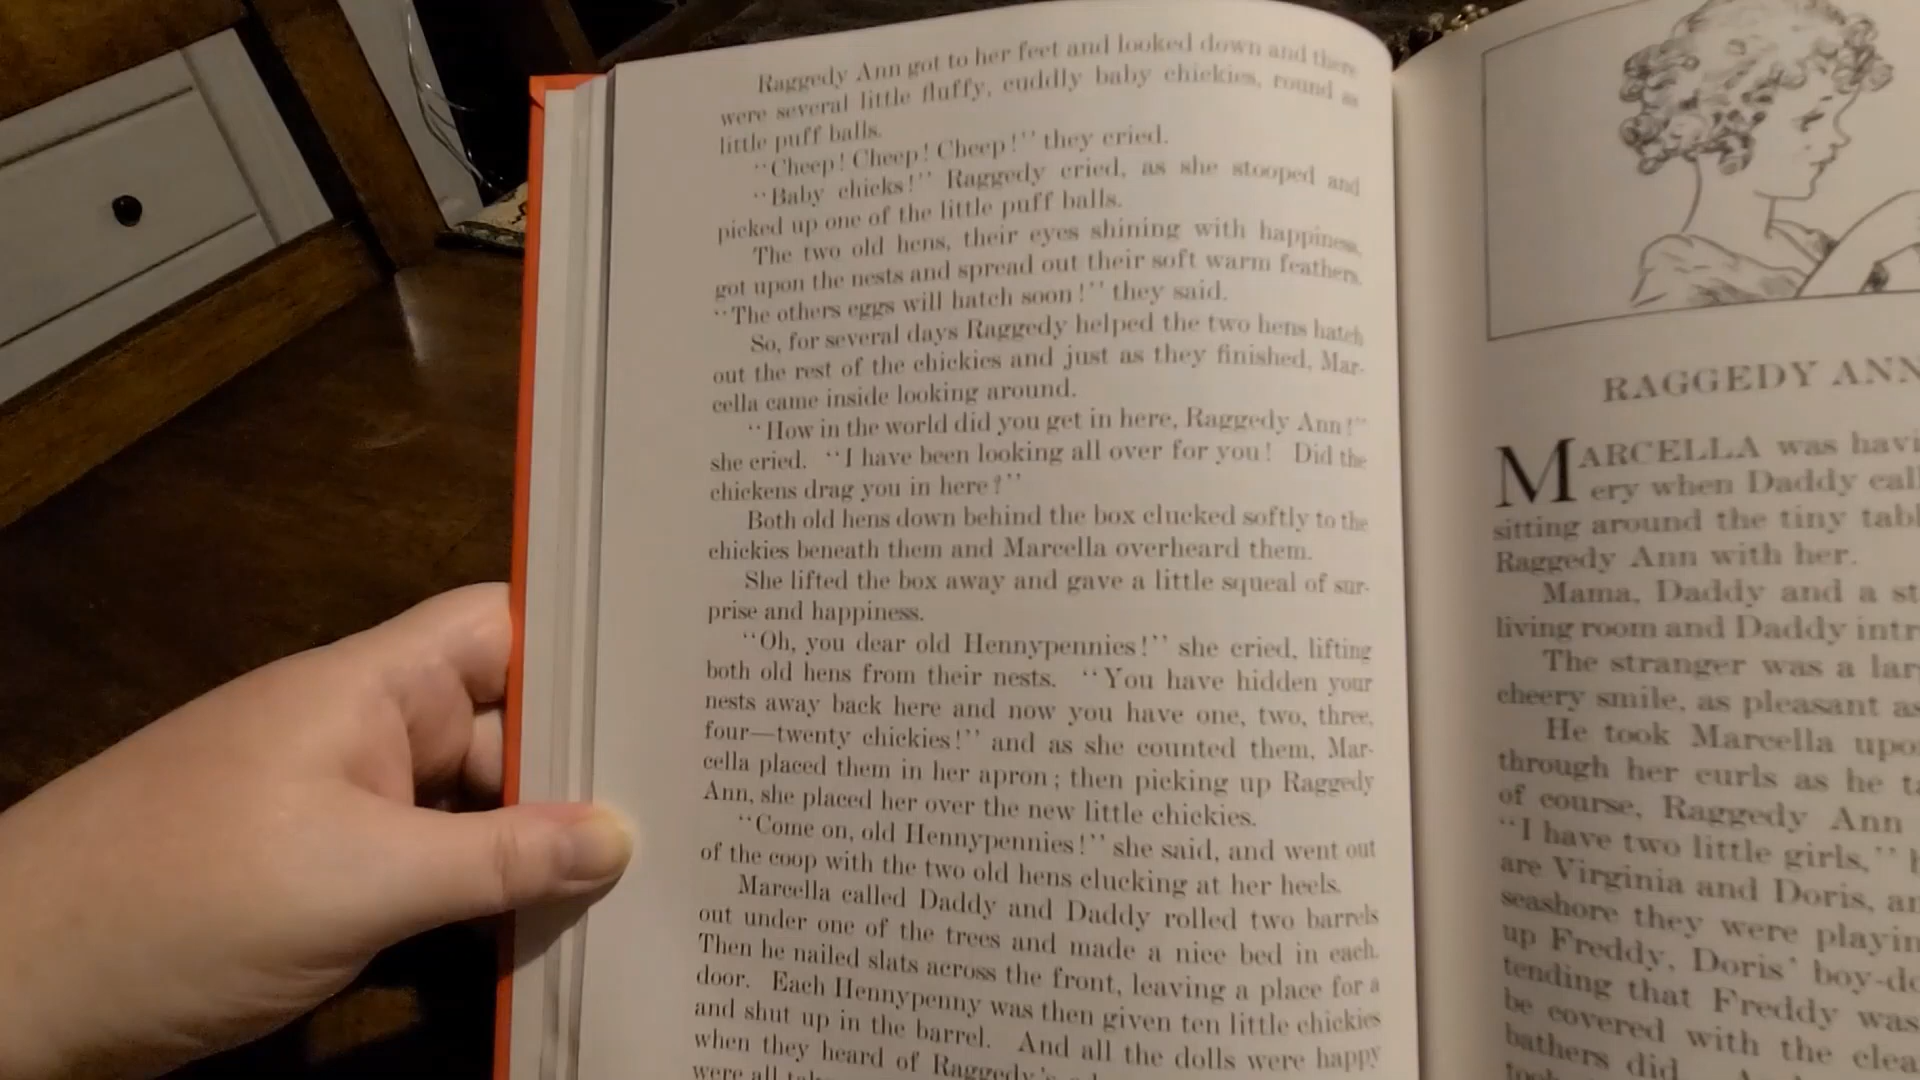 Raggedy Ann got to her feet and looked down and there
were several little fluffy, cuddly baby chickies, round as
little puff balls.
"Cheep! Cheep! Cheep!" they cried.
"Baby chicks!" Raggedy cried, as she stooped and
picked up one of the little puff balls.
The two old hens, their eyes shining with happiness,
got upon the nests and spread out their soft warm feathers.
"The others eggs will hatch soon!" they said.
So, for several days Raggedy helped the two hens hatch
out the rest of the chickies and just as they finished, Mar-
cella came inside looking around.
"How in the world did you get in here, Raggedy Ann!"
she cried. "I have been looking all over for you! Did the
chickens drag you in here?"
Both old hens down behind the box clucked softly to the
chickies beneath them and Marcella overheard them.
She lifted the box away and gave a little squeal of sur-
prise and happiness.
"Oh, you dear old Hennypennies!" she cried, lifting
both old hens from their nests. "You have hidden your
nests away back here and now you have one, two, three,
four—twenty chickies!" and as she counted them, Mar-
cella placed them in her apron; then picking up Raggedy
Ann, she placed her over the new little chickies.
"Come on, old Hennypennies!" she said, and went out
of the coop with the two old hens clucking at her heels.
Marcella called Daddy and Daddy rolled two barrels
out under one of the trees and made a nice bed in each.
Then he nailed slats across the front, leaving a place for a
door. Each Hennypenny was then given ten little chickies
and shut up in the barrel. And all the dolls were happy
when they heard of Raggedy's
were all
RAGGEDY ANN
MARCELLA was
ery when Daddy
sitting around the tiny
Raggedy Ann with her.
Mama, Daddy and a
living room and Daddy
The stranger was a
cheery smile, as pleasant
He took Marcella
through her curls as he
of course, Raggedy Ann
"I have two little girls,"
are Virginia and Doris,
seashore they were
up Freddy, Doris'
tending that Freddy was
be covered with the
bathers did.